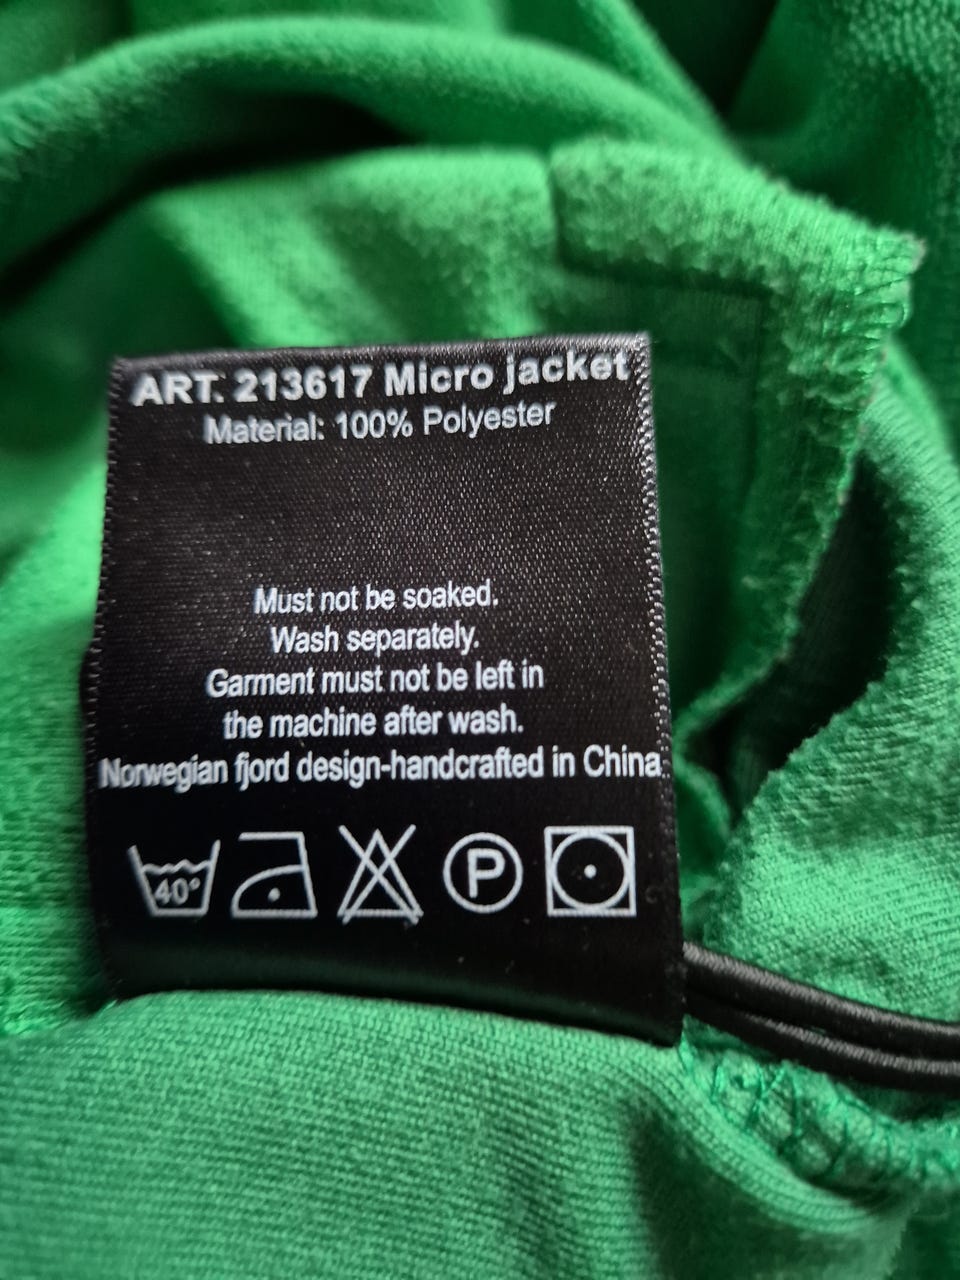 ART. 213617 Micro jacket
Material: 100% Polyester
Must not be soaked.
Wash separately.
Garment must not be left in
the machine after wash.
Norwegian fjord design-handcrafted in China.
40° P